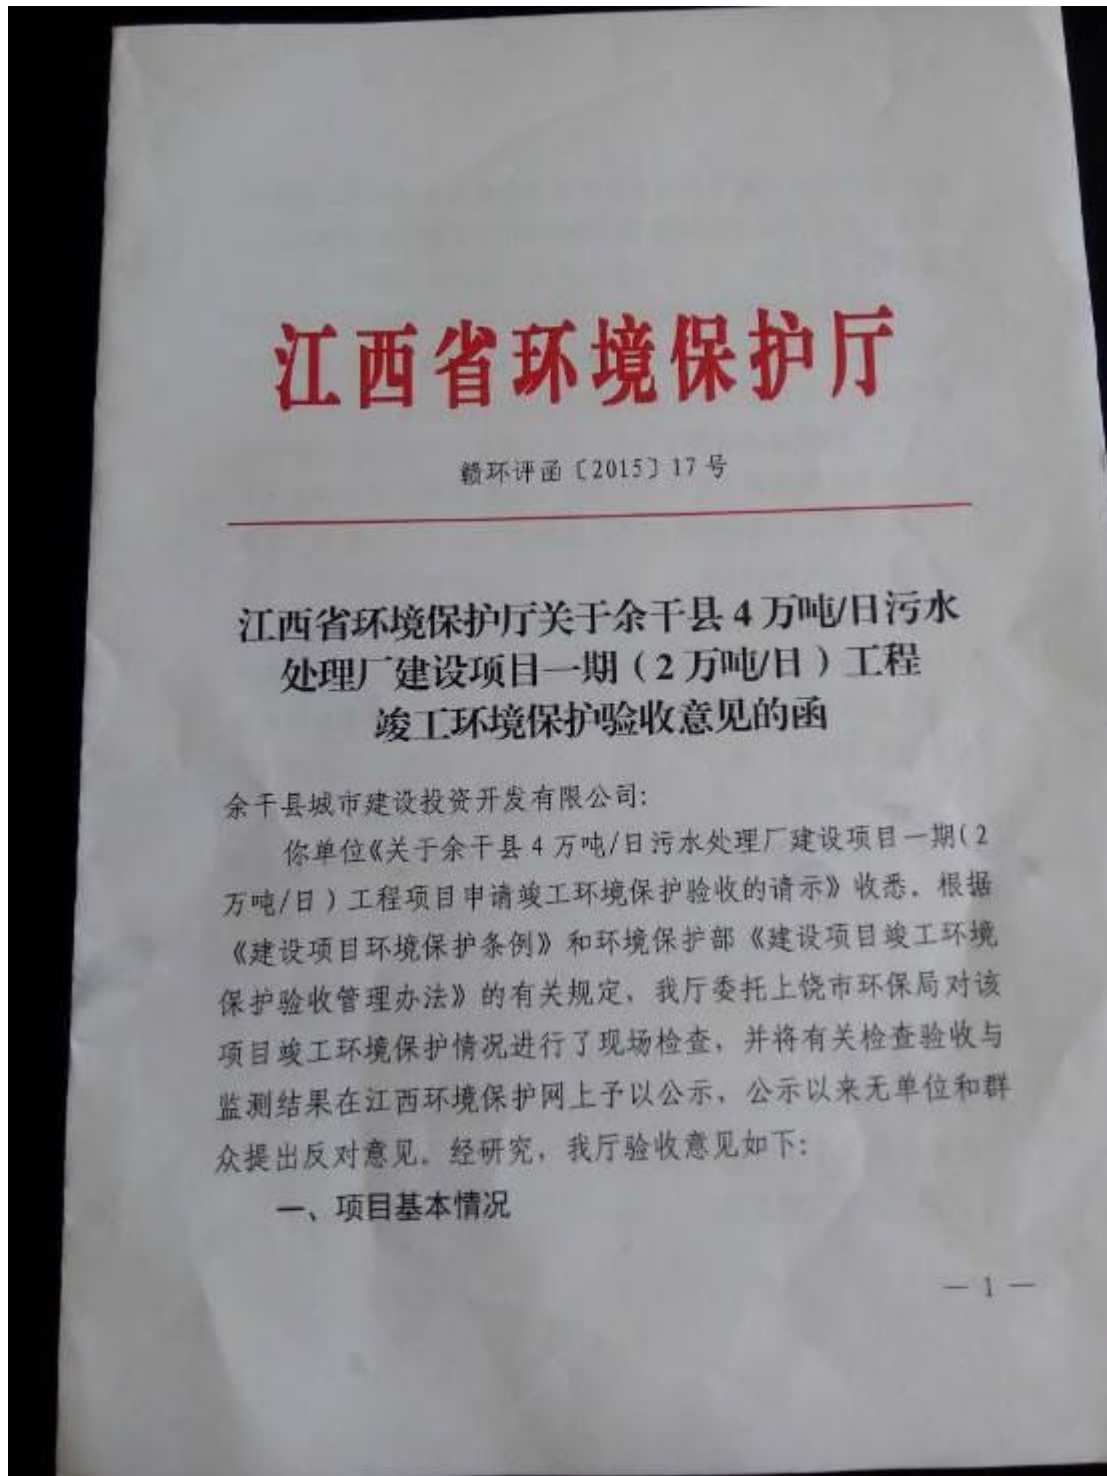 江西省环境保护厅
赣环评函〔2015〕17号
江西省环境保护厅关于余干县4万吨/日污水
处理厂建设项目一期（2万吨/日）工程
竣工环境保护验收意见的函
余干县城市建设投资开发有限公司：
你单位《关于余干县4万吨/日污水处理厂建设项目一期（2
万吨/日）工程项目申请竣工环境保护验收的请示》收悉。根据
《建设项目环境保护条例》和环境保护部《建设项目竣工环境
保护验收管理办法》的有关规定，我厅委托上饶市环保局对该
项目竣工环境保护情况进行了现场检查，并将有关检查验收与
监测结果在江西环境保护网上予以公示，公示以来无单位和群
众提出反对意见。经研究，我厅验收意见如下：
一、项目基本情况
— 1 —